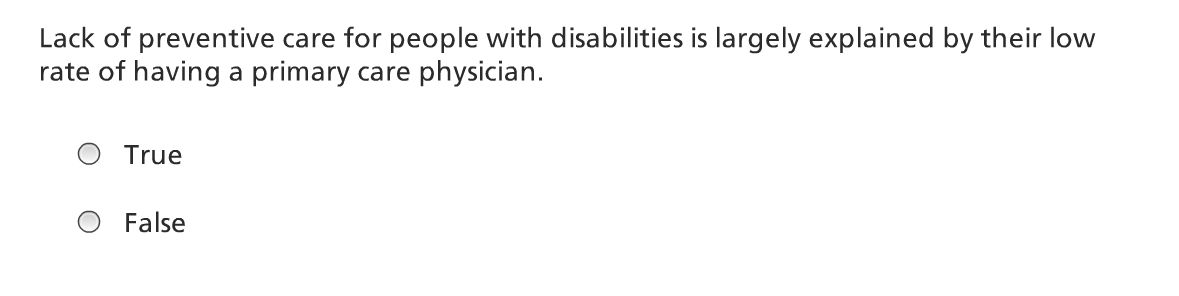 Lack of preventive care for people with disabilities is largely explained by their low
rate of having a primary care physician.
True
False